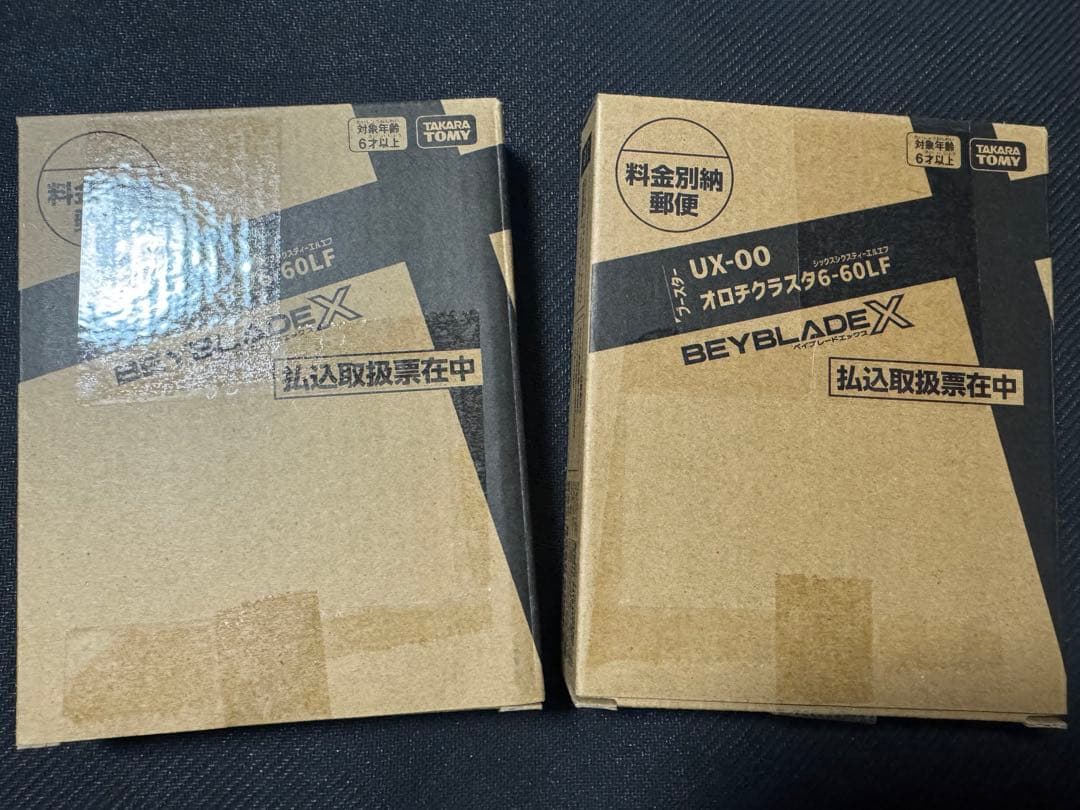 料金
郵
対象年齢
6才以上
TAKARA
TOMY
60LF
BEYBLADE X
払込取扱票在中
料金別納
郵便
対象年齢
6才以上
TAKARA
TOMY
ブースター
UX-00
シックスシクスティーエルエフ
オロチクラスタ6-60LF
BEYBLADE X
ベイブレードエックス
払込取扱票在中